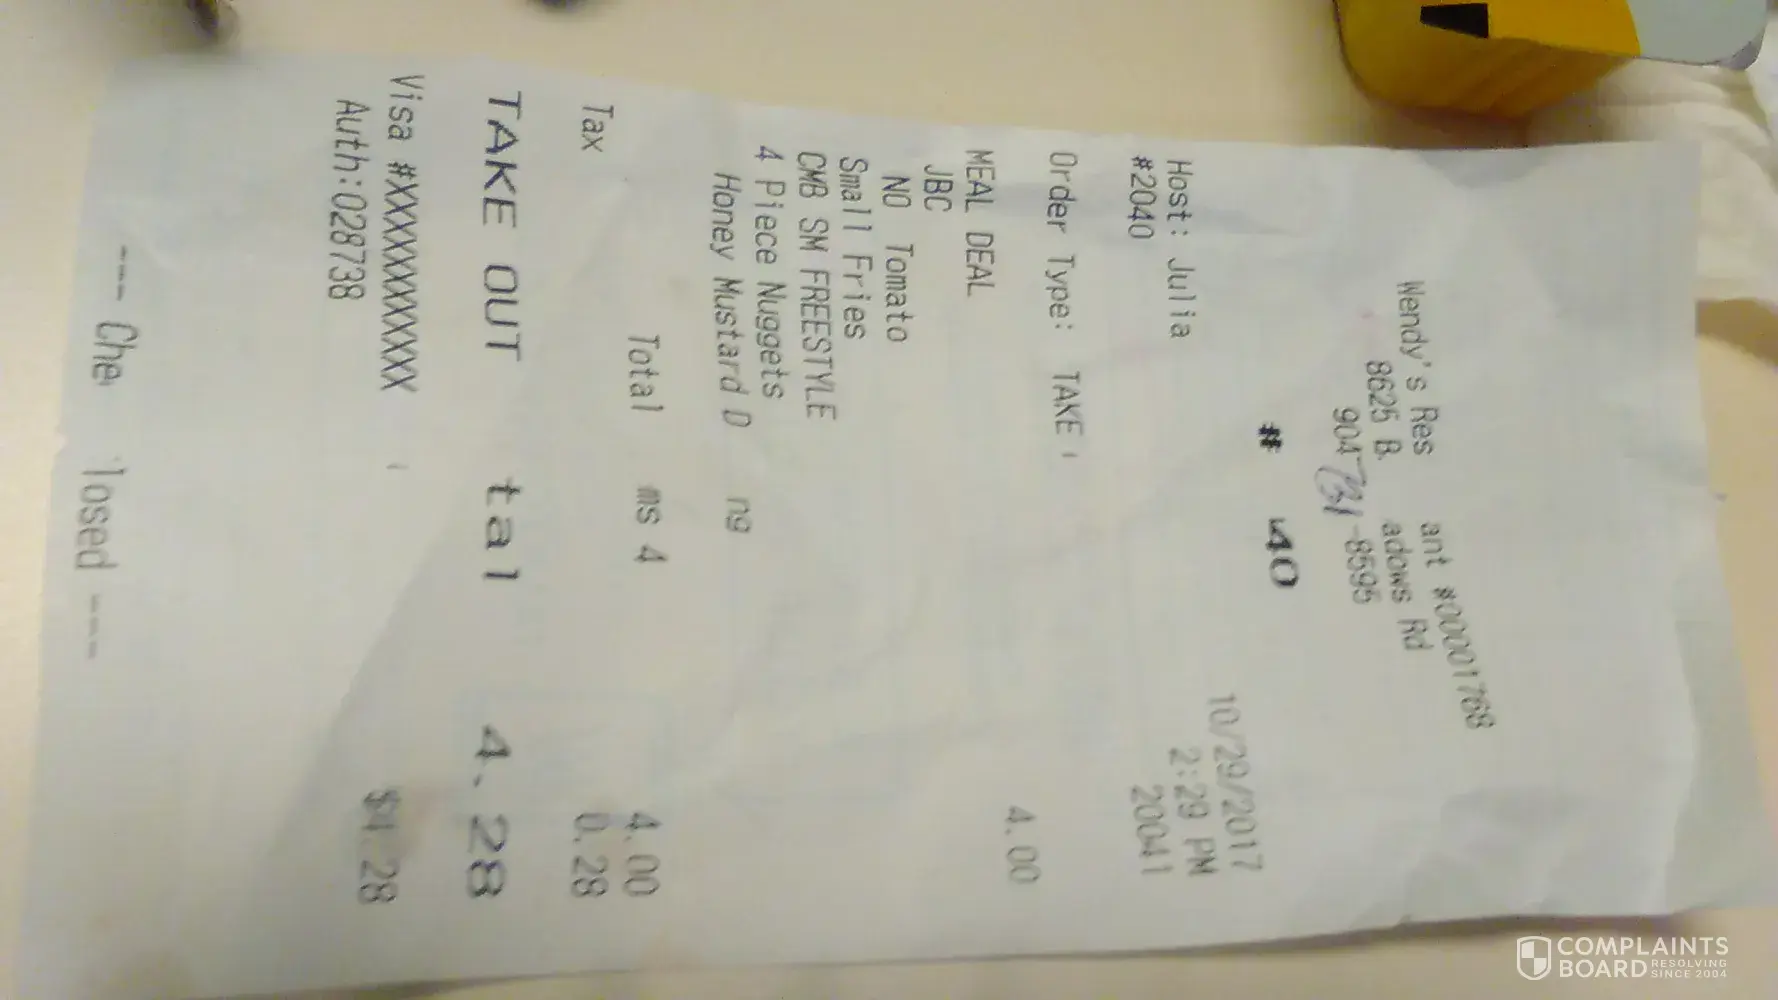 Wendy's Res ant #00001768
8625 B. adows Rd
904 731-8595
# 40
Host: Julia 10/29/2017
#2040 2:29 PM
20041
Order Type: TAKE
MEAL DEAL 4.00
JBC
NO Tomato
Small Fries
CMB SM FREESTYLE
4 Piece Nuggets
Honey Mustard D ng
Total ms 4 4.00
Tax 0.28
TAKE OUT tal 4.28
Visa #XXXXXXXXXXXX $4.28
Auth:028738
--- Che losed ---
COMPLAINTS
BOARD RESOLVING SINCE 2004